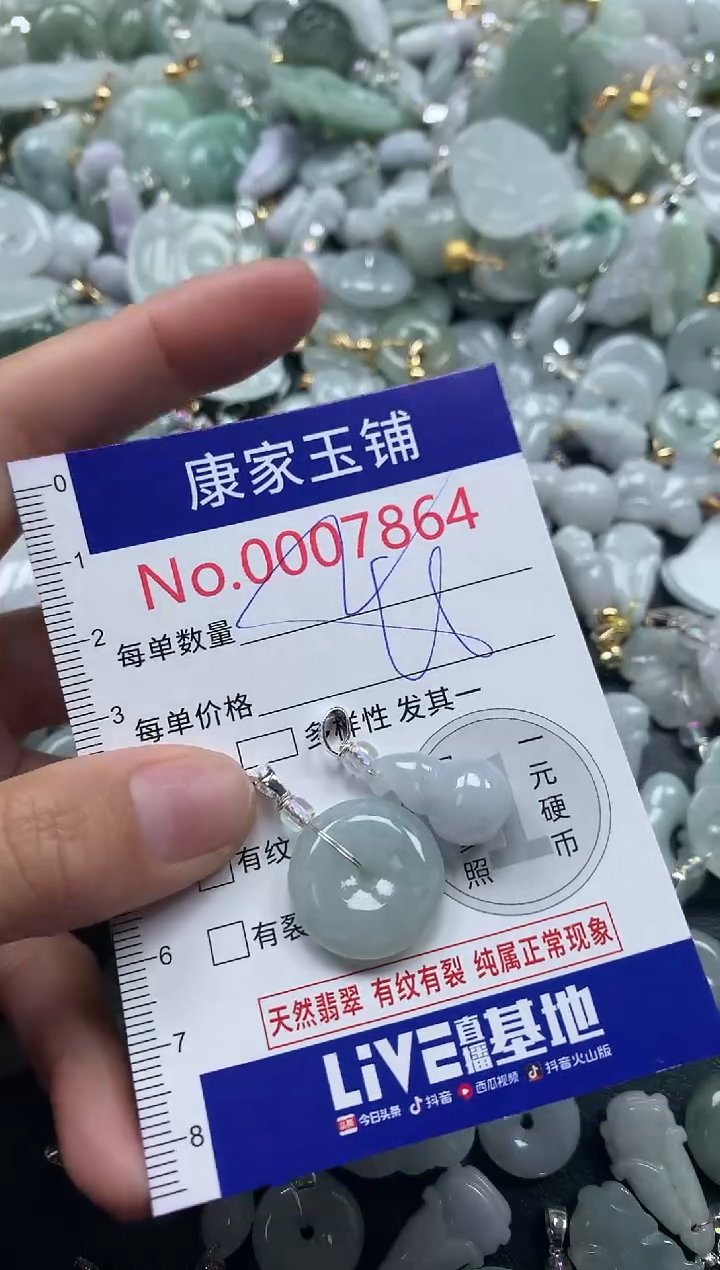 康家玉铺
No.0007864
0
1
2
每单数量
3
每单价格
多样性 发其一
一元硬币
照
有纹
有裂
6
天然翡翠 有纹有裂 纯属正常现象
7
LiVE直播基地
头条 今日头条 抖音 西瓜视频 抖音火山版
8